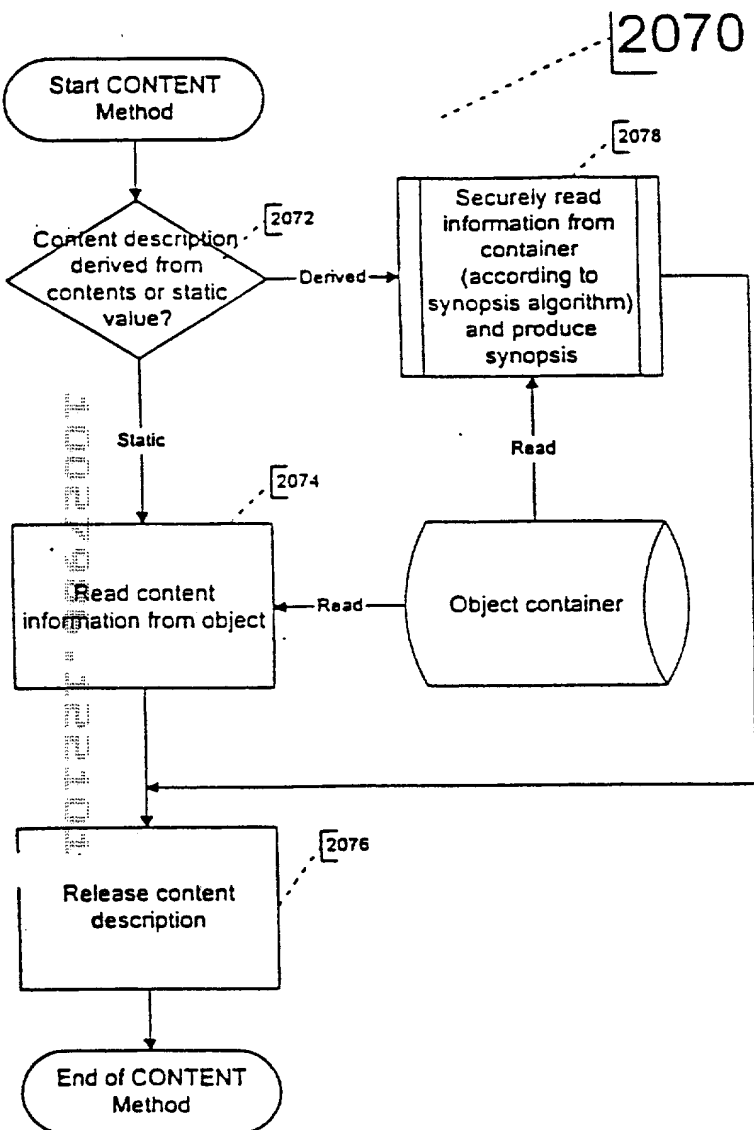 2070
Start CONTENT
Method
2078
Securely read
information from
container
(according to
synopsis algorithm)
and produce
synopsis
2072
Content description
derived from
contents or static
value?
Derived
Static
Read
2074
Read content
information from object
Read
Object container
2076
Release content
description
End of CONTENT
Method